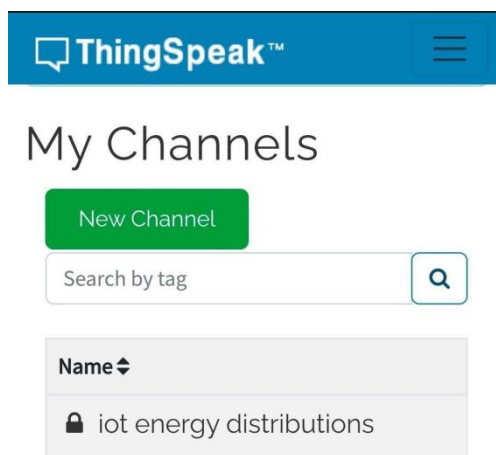 ThingSpeak™
My Channels
New Channel
Search by tag
Name
iot energy distributions